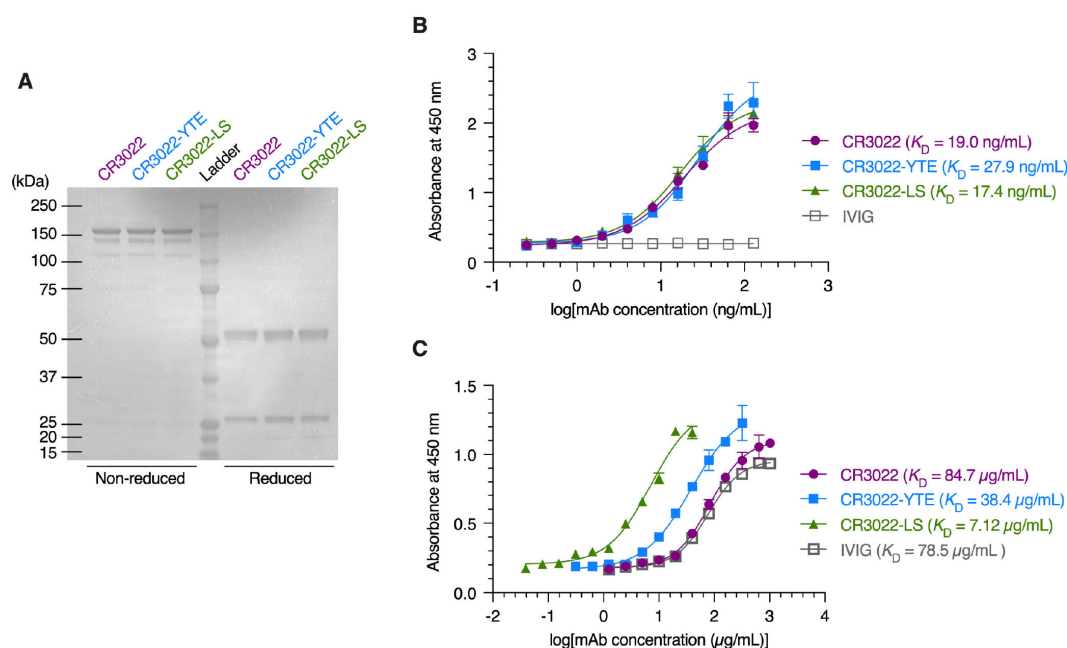 A
CR3022
CR3022-YTE
CR3022-LS
Ladder
CR3022
CR3022-YTE
CR3022-LS
(kDa)
250
150
100
75
50
37
25
20
15
Non-reduced
Reduced
B
3
2
1
0
Absorbance at 450 nm
-1
0
1
2
3
log[mAb concentration (ng/mL)]
CR3022 (KD = 19.0 ng/mL)
CR3022-YTE (KD = 27.9 ng/mL)
CR3022-LS (KD = 17.4 ng/mL)
IVIG
C
1.5
1.0
0.5
0.0
Absorbance at 450 nm
-2
-1
0
1
2
3
4
log[mAb concentration (µg/mL)]
CR3022 (KD = 84.7 µg/mL)
CR3022-YTE (KD = 38.4 µg/mL)
CR3022-LS (KD = 7.12 µg/mL)
IVIG (KD = 78.5 µg/mL )